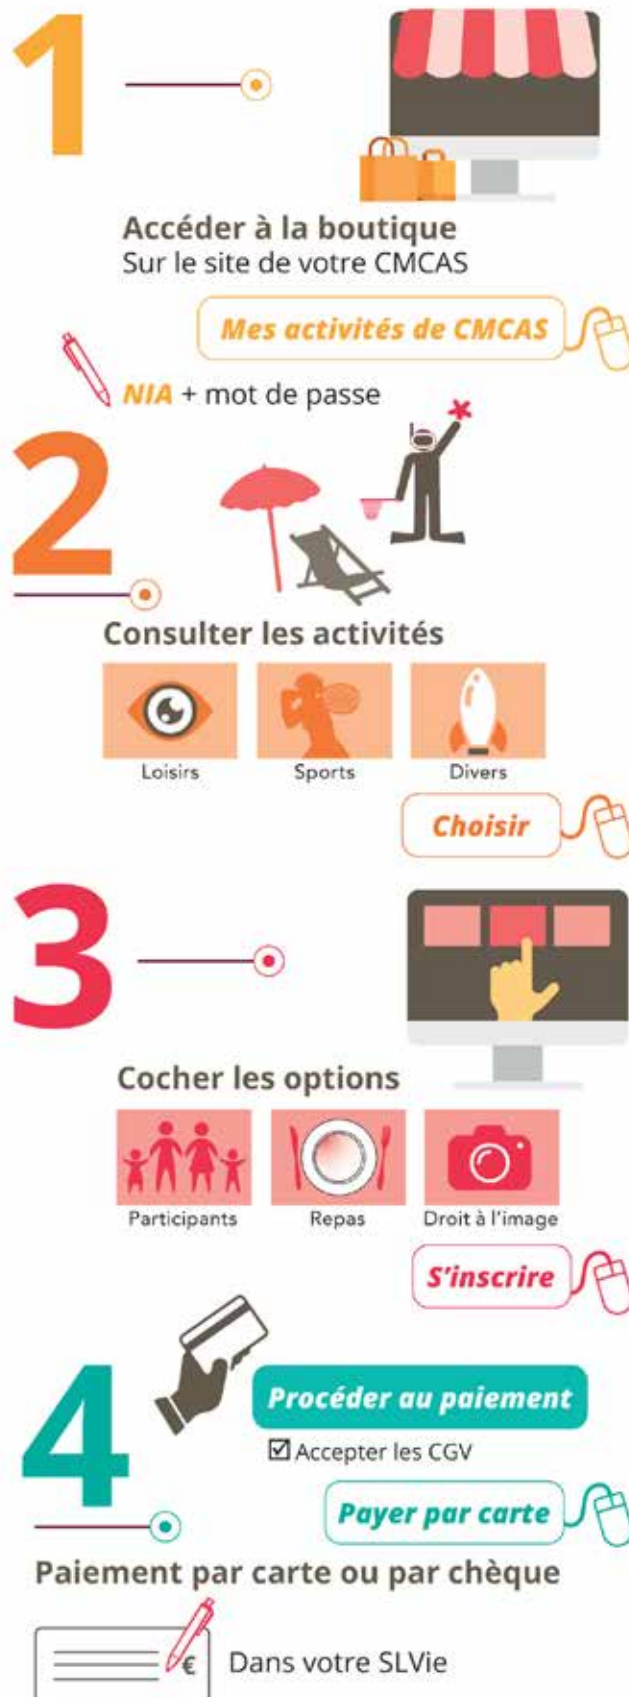 1
Accéder à la boutique
Sur le site de votre CMCAS
Mes activités de CMCAS
NIA + mot de passe
2
Consulter les activités
Loisirs Sports Divers
Choisir
3
Cocher les options
Participants Repas Droit à l'image
S'inscrire
4
Procéder au paiement
☑ Accepter les CGV
Payer par carte
Paiement par carte ou par chèque
€
Dans votre SLVie